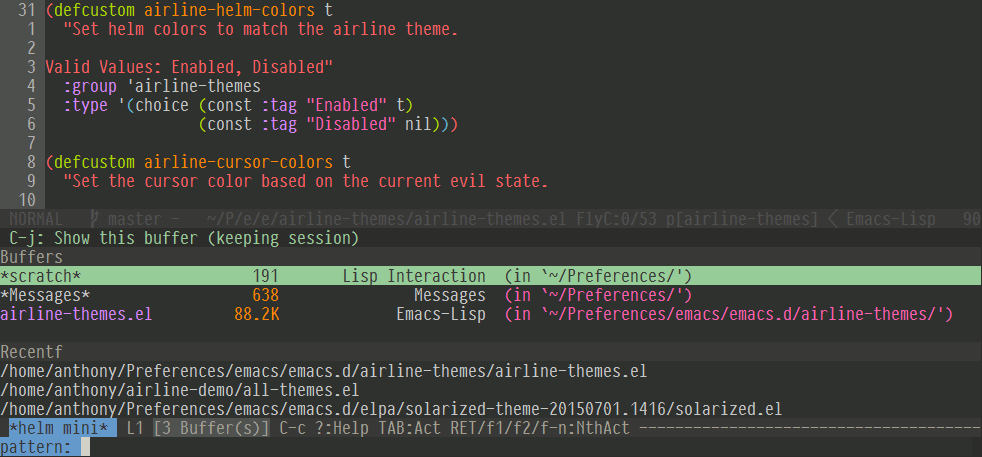 31 (defcustom airline-helm-colors t
1 "Set helm colors to match the airline theme.
2
3 Valid Values: Enabled, Disabled"
4 :group 'airline-themes
5 :type '(choice (const :tag "Enabled" t)
6 (const :tag "Disabled" nil)))
7
8 (defcustom airline-cursor-colors t
9 "Set the cursor color based on the current evil state.
10
NORMAL master - ~/P/e/e/airline-themes/airline-themes.el FlyC:0/53 p[airline-themes] Emacs-Lisp 90
C-j: Show this buffer (keeping session)
Buffers
*scratch* 191 Lisp Interaction (in `~/Preferences/')
*Messages* 638 Messages (in `~/Preferences/')
airline-themes.el 88.2K Emacs-Lisp (in `~/Preferences/emacs/emacs.d/airline-themes/')
Recentf
/home/anthony/Preferences/emacs/emacs.d/airline-themes/airline-themes.el
/home/anthony/airline-demo/all-themes.el
/home/anthony/Preferences/emacs/emacs.d/elpa/solarized-theme-20150701.1416/solarized.el
*helm mini* L1 [3 Buffer(s)] C-c ?:Help TAB:Act RET/f1/f2/f-n:NthAct --------------------------------------
pattern: